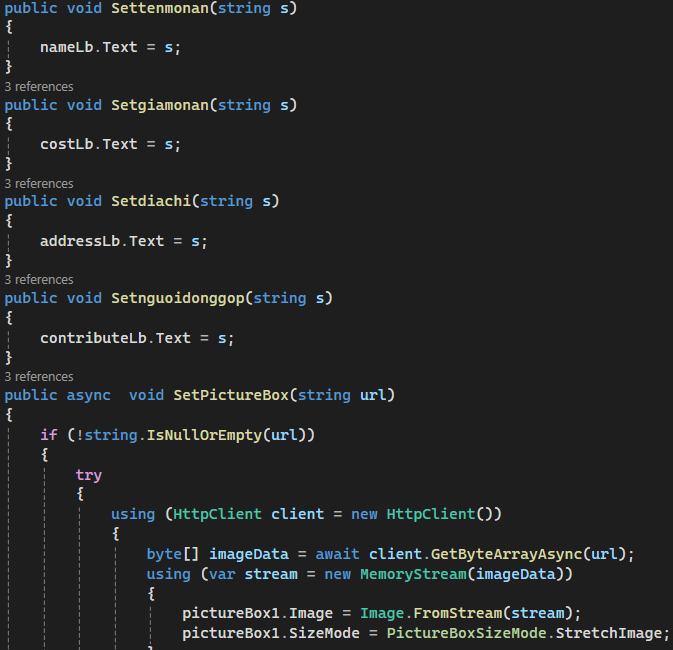 public void Settenmonan(string s)
{
nameLb.Text = s;
}
3 references
public void Setgiamonan(string s)
{
costLb.Text = s;
}
3 references
public void Setdiachi(string s)
{
addressLb.Text = s;
}
3 references
public void Setnguoidonggop(string s)
{
contributeLb.Text = s;
}
3 references
public async  void SetPictureBox(string url)
{
if (!string.IsNullOrEmpty(url))
{
try
{
using (HttpClient client = new HttpClient())
{
byte[] imageData = await client.GetByteArrayAsync(url);
using (var stream = new MemoryStream(imageData))
{
pictureBox1.Image = Image.FromStream(stream);
pictureBox1.SizeMode = PictureBoxSizeMode.StretchImage;
}